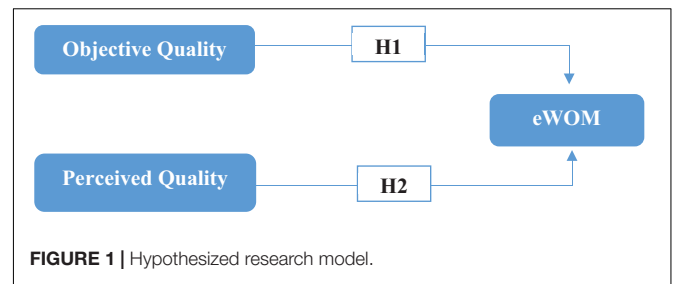 Objective Quality
H1
eWOM
Perceived Quality
H2
FIGURE 1 | Hypothesized research model.